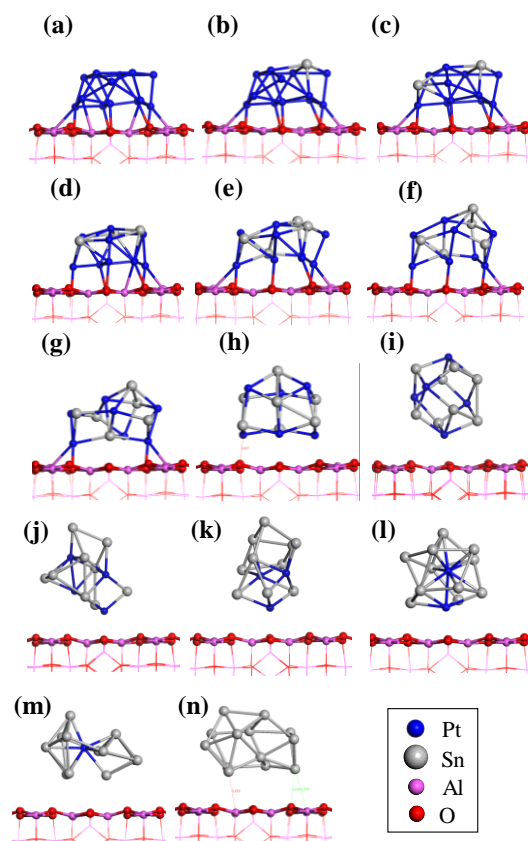 (a) (b) (c)
(d) (e) (f)
(g) (h) (i)
(j) (k) (l)
(m) (n)
Pt
Sn
Al
O